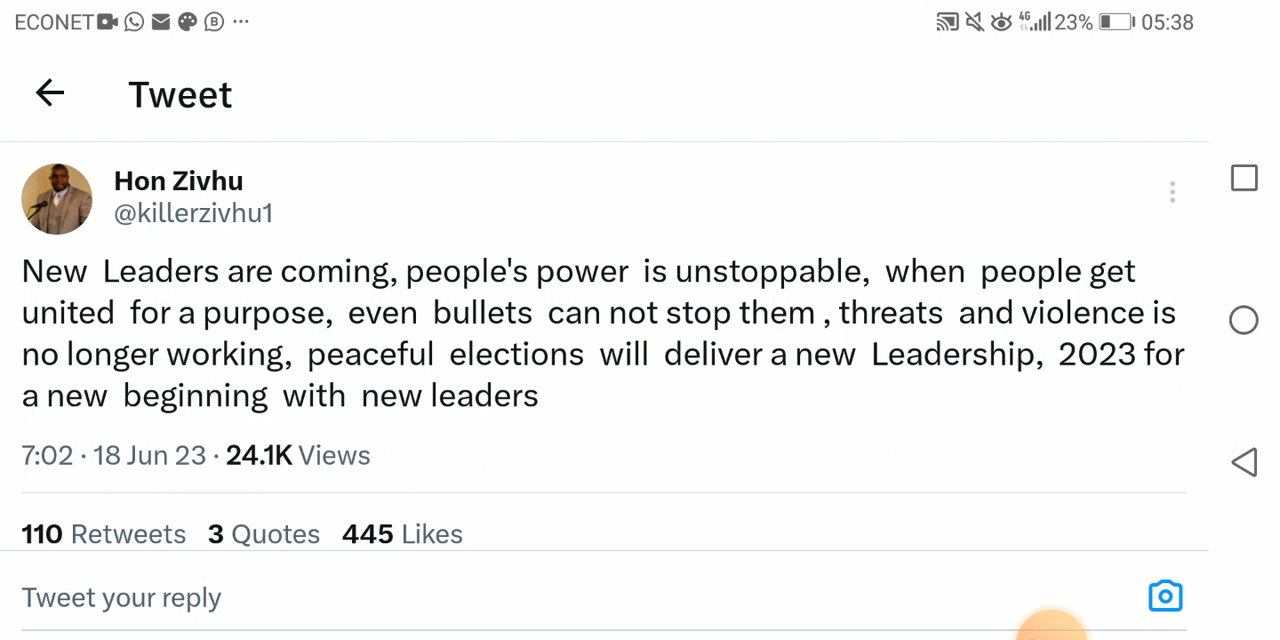 ECONET 4G 23% 05:38
Tweet
Hon Zivhu
@killerzivhu1
New Leaders are coming, people's power is unstoppable, when people get
united for a purpose, even bullets can not stop them , threats and violence is
no longer working, peaceful elections will deliver a new Leadership, 2023 for
a new beginning with new leaders
7:02 · 18 Jun 23 · 24.1K Views
110 Retweets 3 Quotes 445 Likes
Tweet your reply